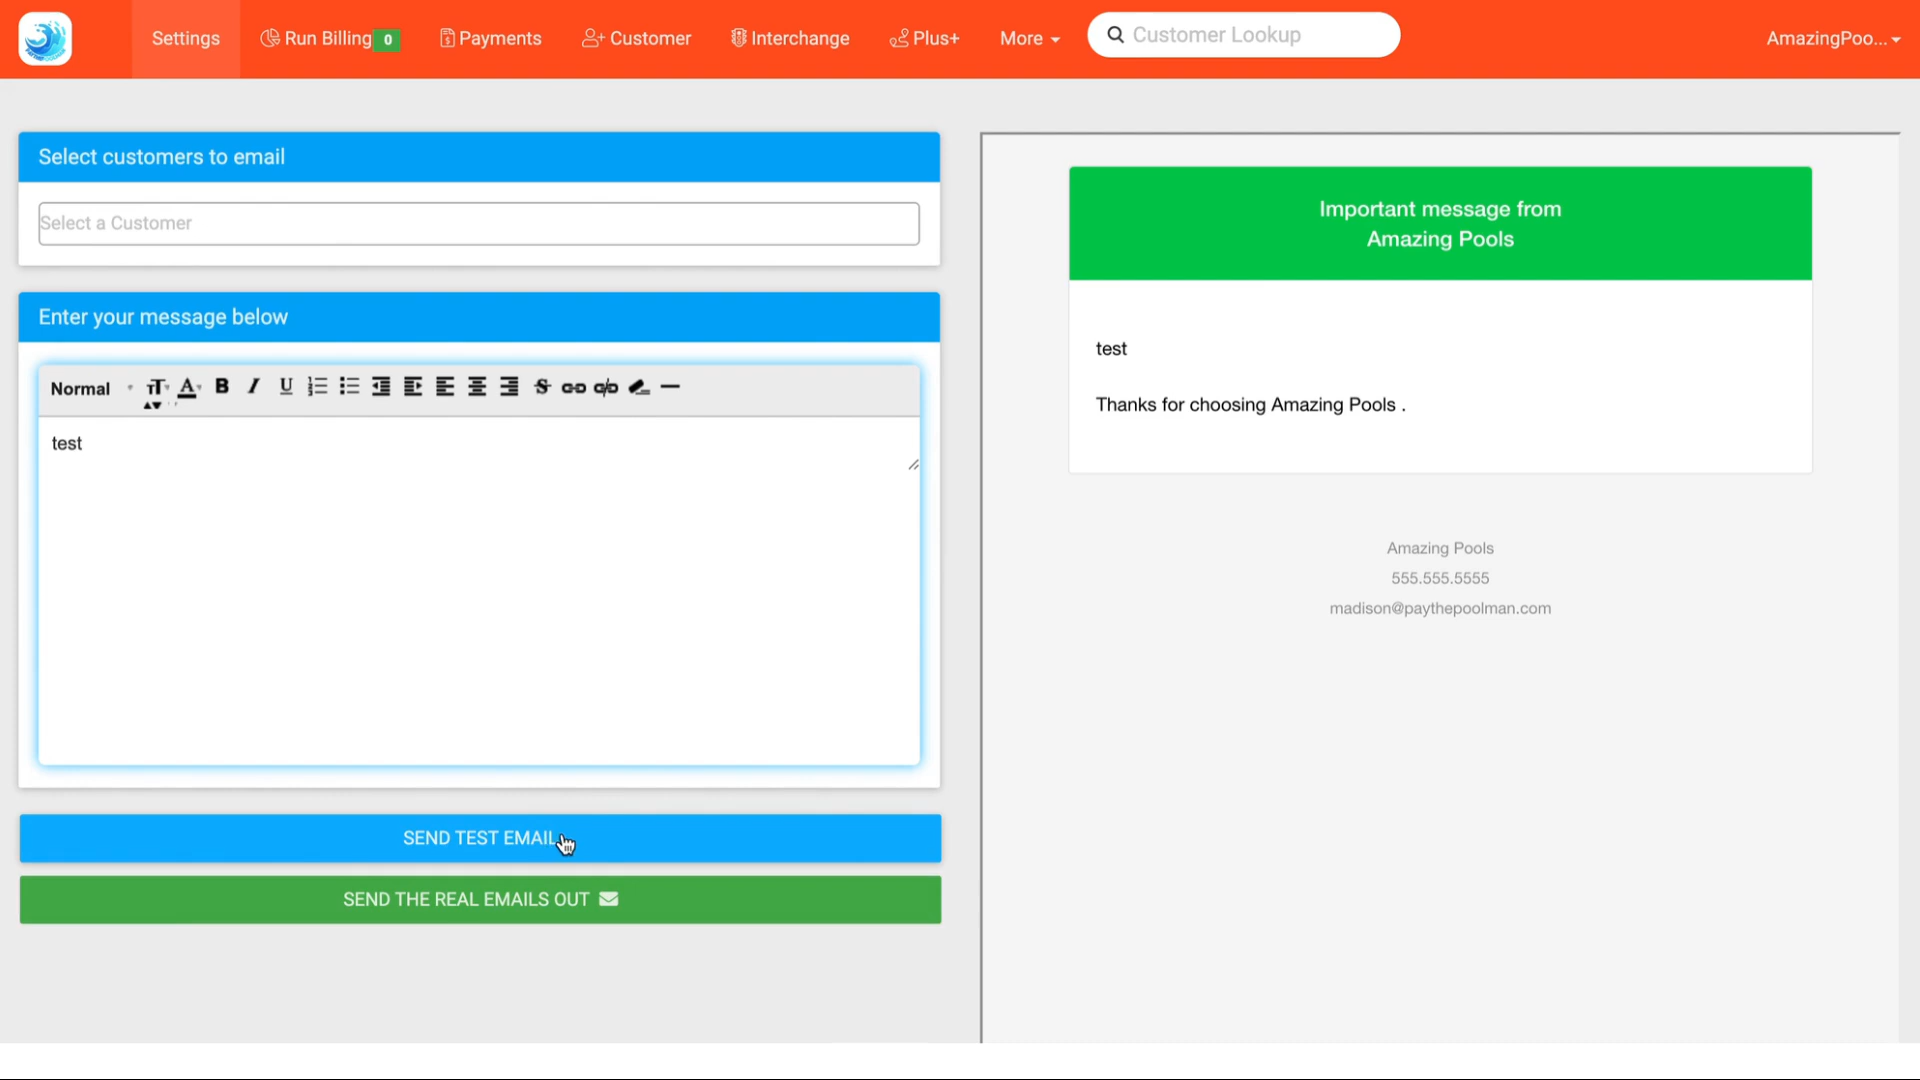 Settings
Run Billing 0
Payments
Customer
Interchange
Plus+
More
Customer Lookup
AmazingPoo...
Select customers to email
Select a Customer
Enter your message below
Normal
test
SEND TEST EMAIL
SEND THE REAL EMAILS OUT
Important message from
Amazing Pools
test
Thanks for choosing Amazing Pools .
Amazing Pools
555.555.5555
madison@paythepoolman.com